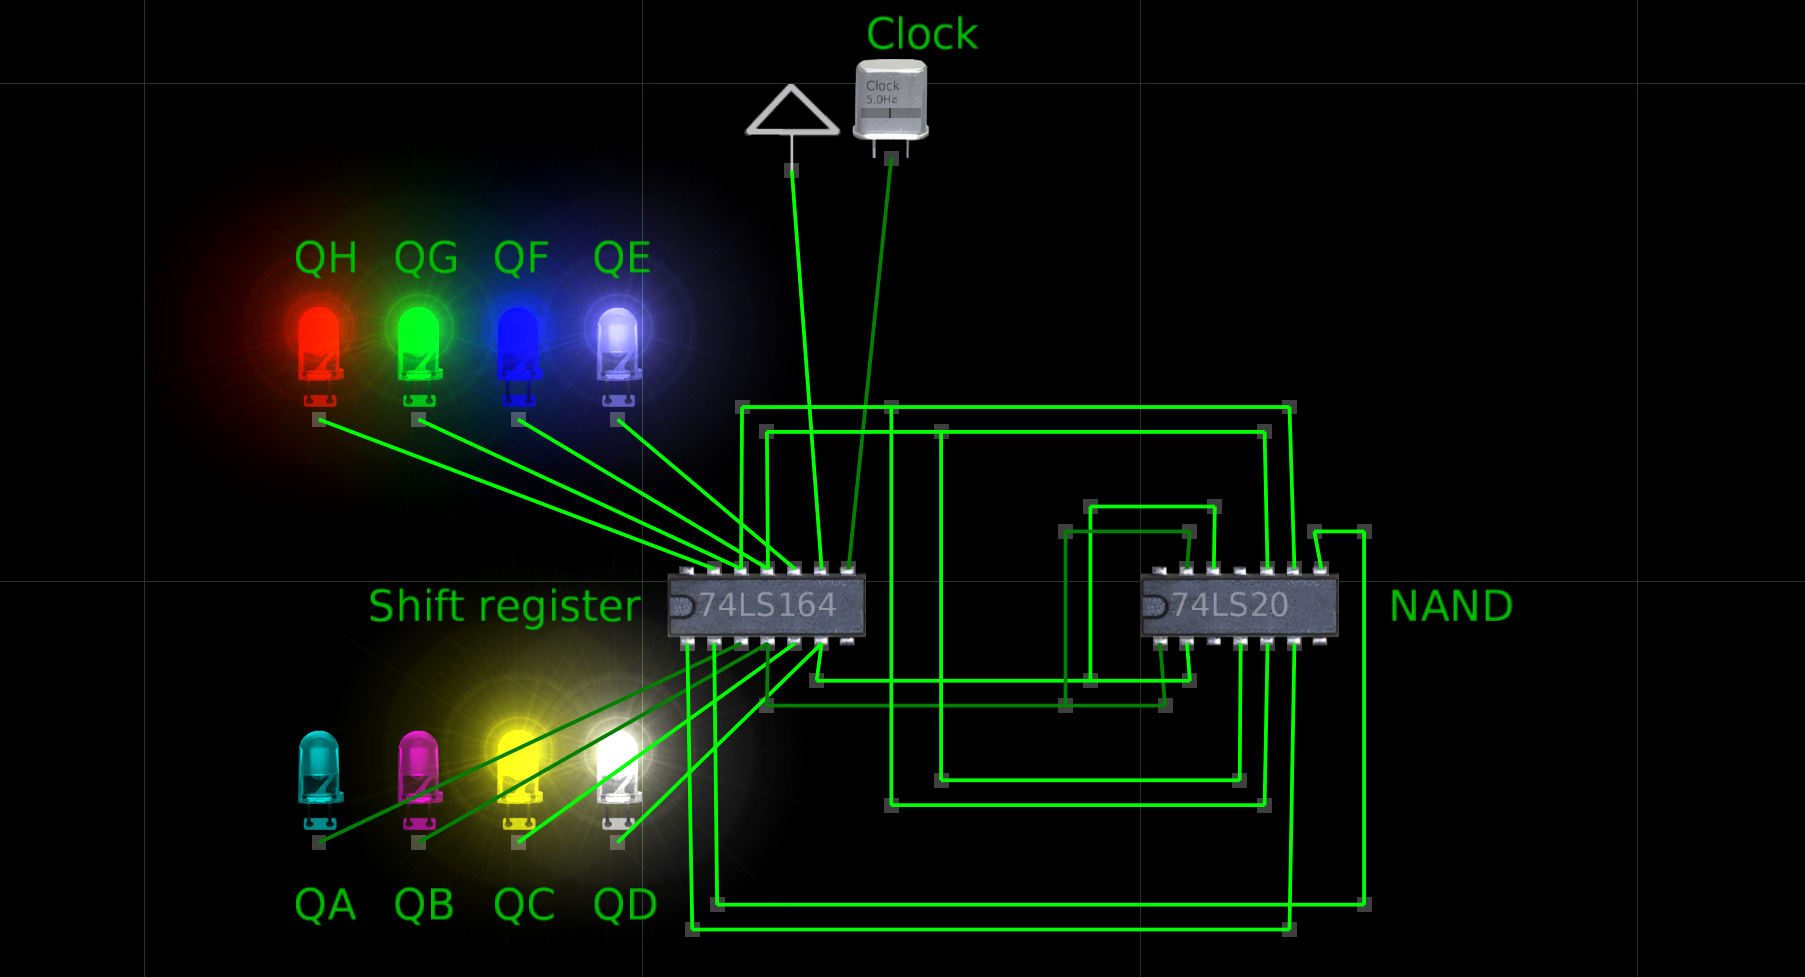 Clock
Clock
5.0Hz
QH QG QF QE
Shift register
74LS164
74LS20
NAND
QA QB QC QD